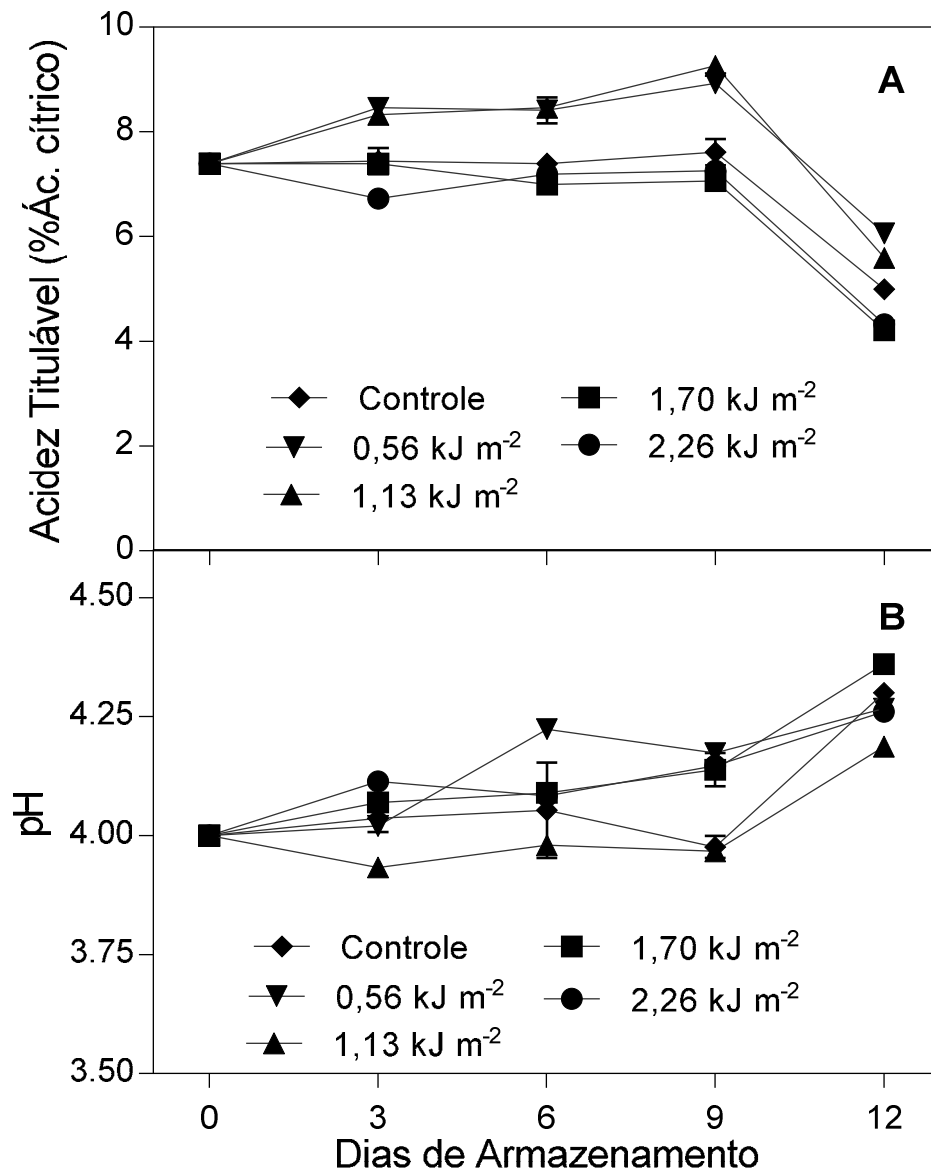 10
8
6
4
2
0
Acidez Titulável (%Ác. cítrico)
A
Controle
0,56 kJ m⁻²
1,13 kJ m⁻²
1,70 kJ m⁻²
2,26 kJ m⁻²
4.50
4.25
4.00
3.75
3.50
pH
B
Controle
0,56 kJ m⁻²
1,13 kJ m⁻²
1,70 kJ m⁻²
2,26 kJ m⁻²
0 3 6 9 12
Dias de Armazenamento